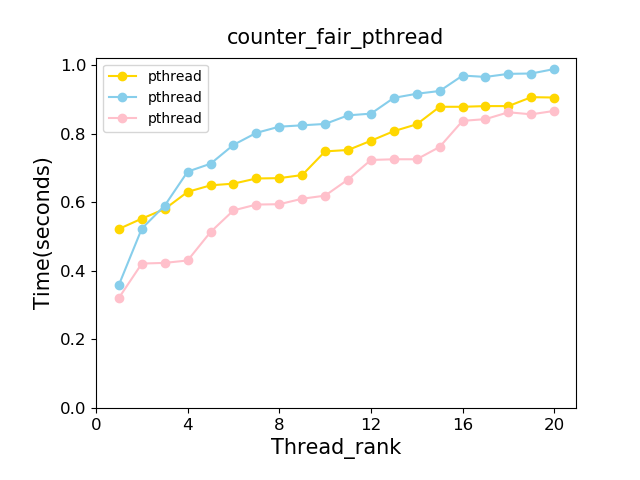 counter_fair_pthread
pthread
pthread
pthread
Time(seconds)
1.0
0.8
0.6
0.4
0.2
0.0
0 4 8 12 16 20
Thread_rank